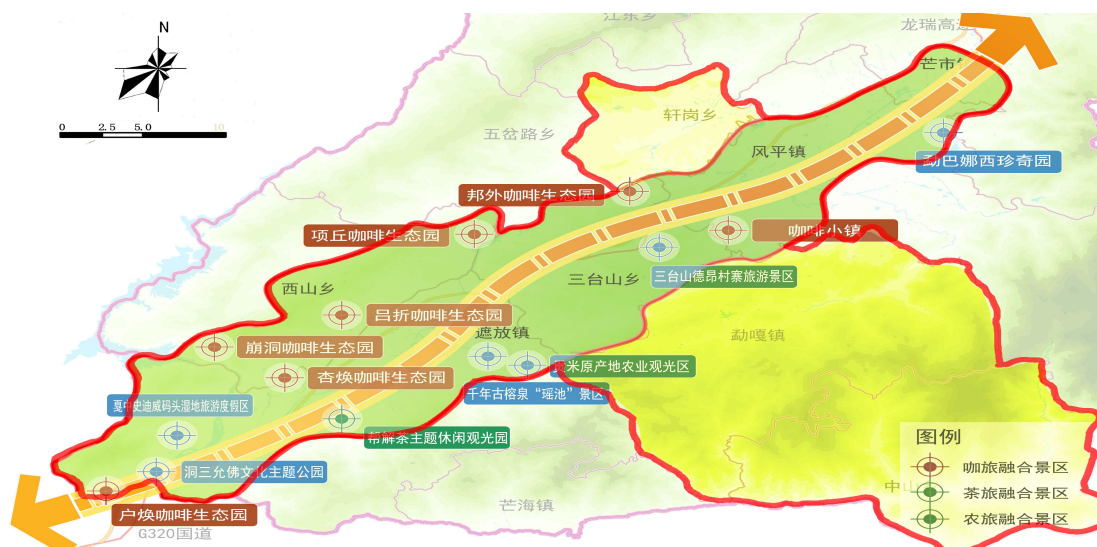 江东乡
龙瑞高速
N
芒市
0 2.5 5.0 10
轩岗乡
五岔路乡
风平镇
勐巴娜西珍奇园
邦外咖啡生态园
项丘咖啡生态园
咖啡小镇
三台山德昂村寨旅游景区
三台山乡
西山乡
吕折咖啡生态园
遮放镇
勐嘎镇
崩洞咖啡生态园
米原产地农业观光区
杏焕咖啡生态园
千年古榕泉“瑶池”景区
戛中史迪威码头湿地旅游度假区
帮解茶主题休闲观光园
图例
洞三允佛文化主题公园
咖旅融合景区
中山
茶旅融合景区
芒海镇
户焕咖啡生态园
农旅融合景区
G320国道